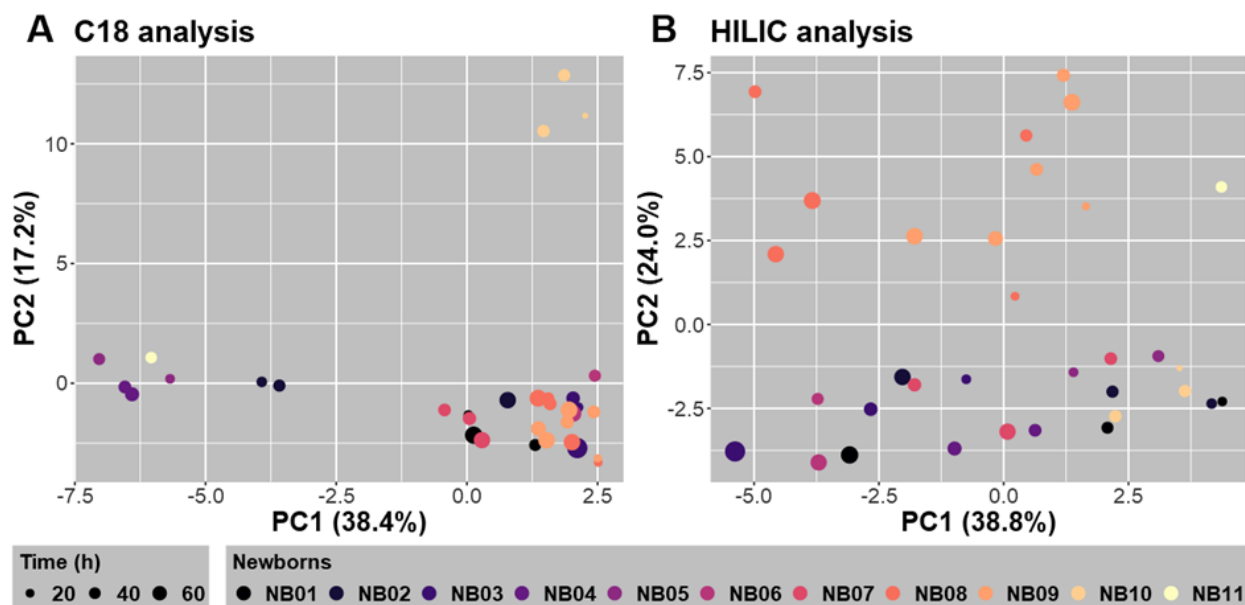 A C18 analysis
B HILIC analysis
PC2 (17.2%)
10
5
0
-7.5 -5.0 -2.5 0.0 2.5
PC1 (38.4%)
PC2 (24.0%)
7.5
5.0
2.5
0.0
-2.5
-5.0 -2.5 0.0 2.5
PC1 (38.8%)
Time (h)
20 40 60
Newborns
NB01 NB02 NB03 NB04 NB05 NB06 NB07 NB08 NB09 NB10 NB11